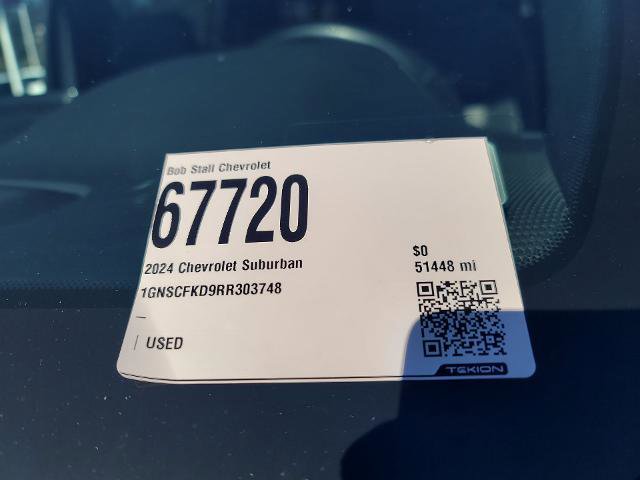 Bob Stall Chevrolet
67720
2024 Chevrolet Suburban
1GNSCFKD9RR303748
–
| USED
$0
51448 mi
TEKION